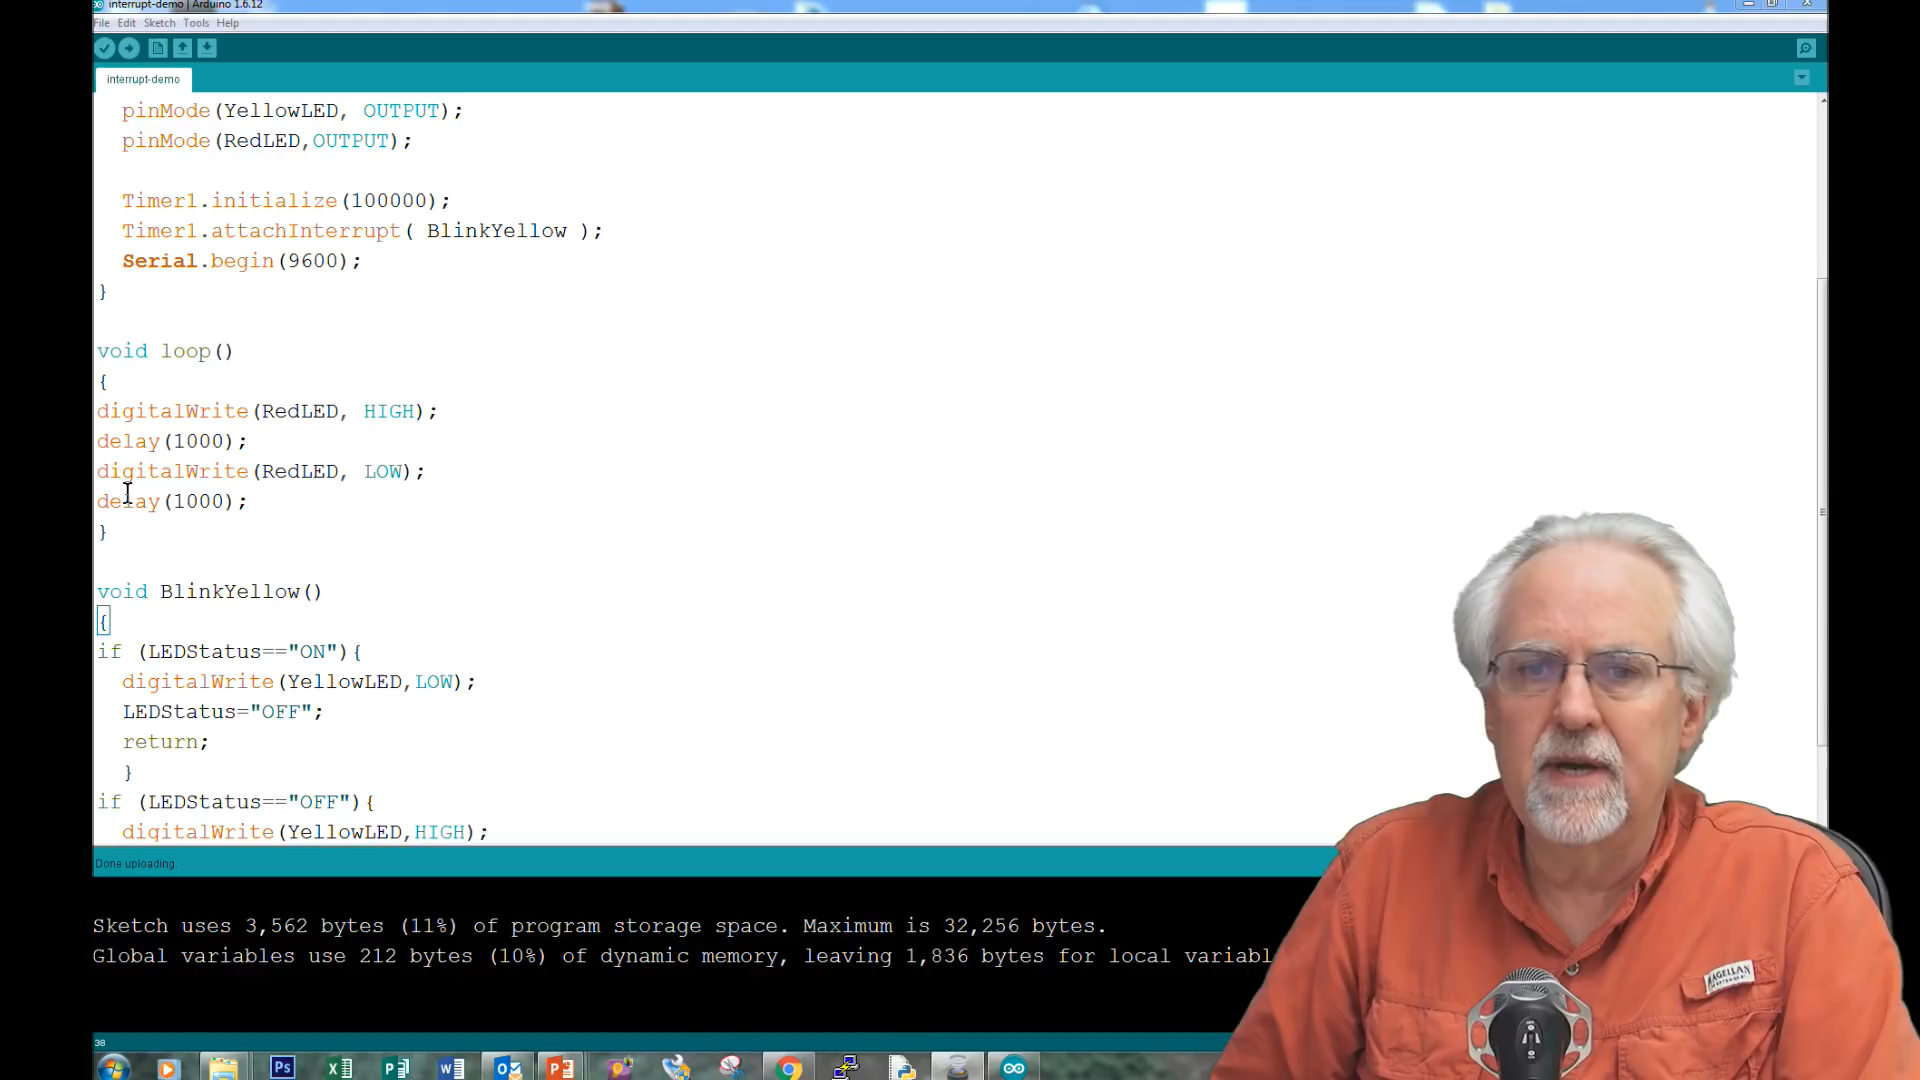 interrupt-demo | Arduino 1.6.12
File Edit Sketch Tools Help
interrupt-demo
pinMode(YellowLED, OUTPUT);
pinMode(RedLED,OUTPUT);
Timer1.initialize(100000);
Timer1.attachInterrupt( BlinkYellow );
Serial.begin(9600);
}
void loop()
{
digitalWrite(RedLED, HIGH);
delay(1000);
digitalWrite(RedLED, LOW);
delay(1000);
}
void BlinkYellow()
{
if (LEDStatus=="ON"){
digitalWrite(YellowLED,LOW);
LEDStatus="OFF";
return;
}
if (LEDStatus=="OFF"){
digitalWrite(YellowLED,HIGH);
Done uploading.
Sketch uses 3,562 bytes (11%) of program storage space. Maximum is 32,256 bytes.
Global variables use 212 bytes (10%) of dynamic memory, leaving 1,836 bytes for local variabl
MAGELLAN
38
Ps